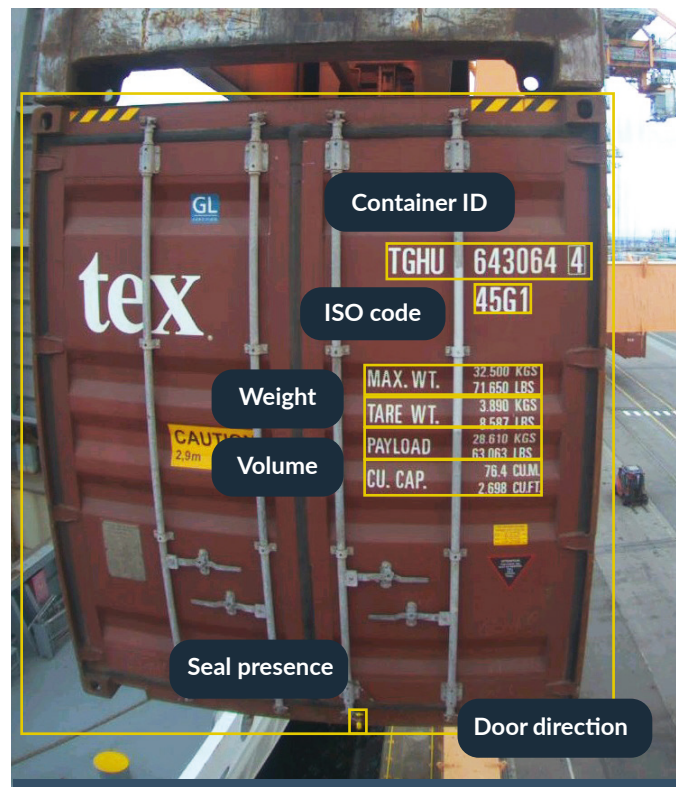 GL
Container ID
TGHU 643064 4
tex
ISO code
45G1
MAX. WT. 32.500 KGS
71.650 LBS
Weight
TARE WT. 3.890 KGS
8.587 LBS
CAUTION
2,9m
PAYLOAD 28.610 KGS
63.063 LBS
Volume
CU. CAP. 76.4 CU.M.
2.698 CU.FT.
Seal presence
Door direction